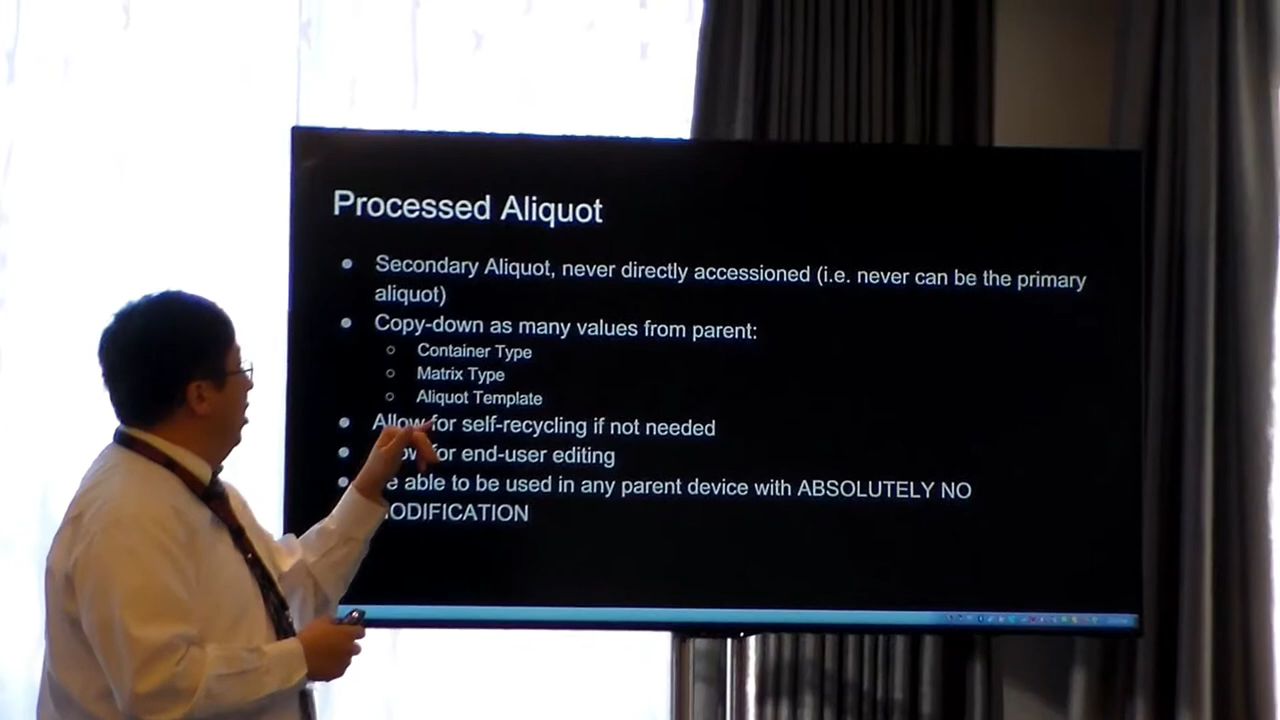 Processed Aliquot
● Secondary Aliquot, never directly accessioned (i.e. never can be the primary
aliquot)
● Copy-down as many values from parent:
○ Container Type
○ Matrix Type
○ Aliquot Template
● Allow for self-recycling if not needed
● for end-user editing
● able to be used in any parent device with ABSOLUTELY NO
ODIFICATION